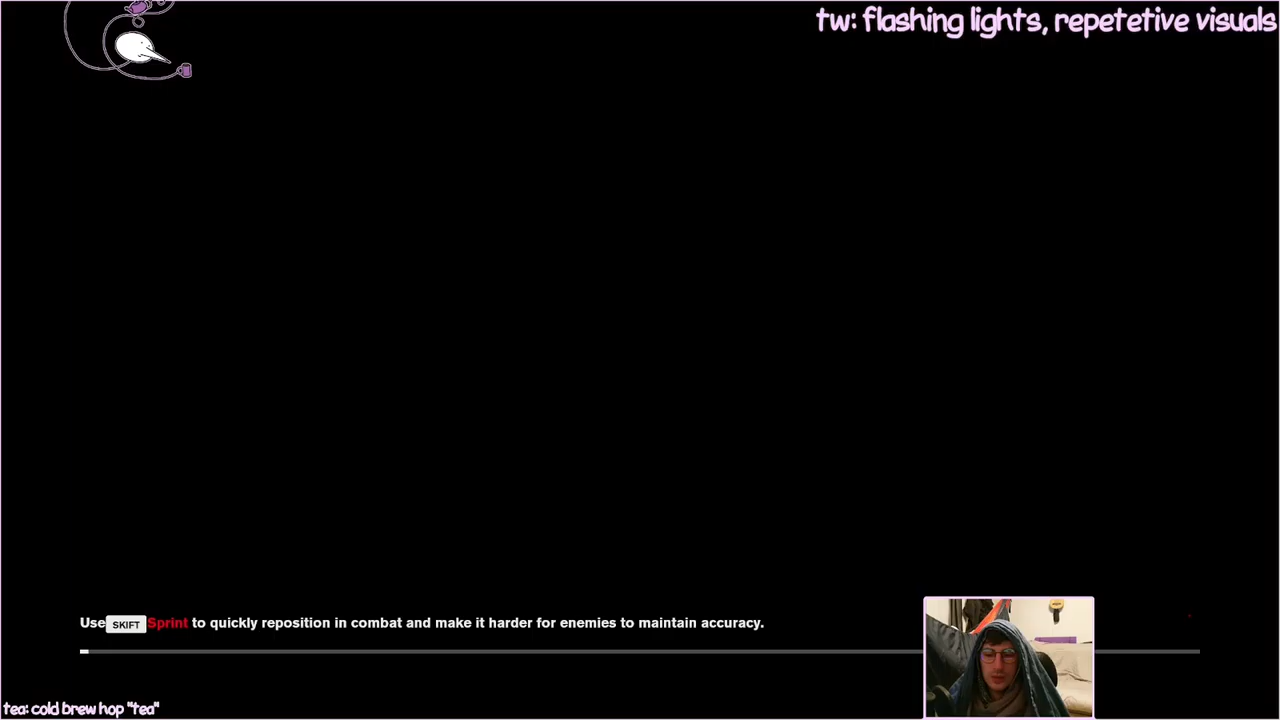 tw: flashing lights, repetetive visuals
Use SKIFT Sprint to quickly reposition in combat and make it harder for enemies to maintain accuracy.
tea: cold brew hop "tea"